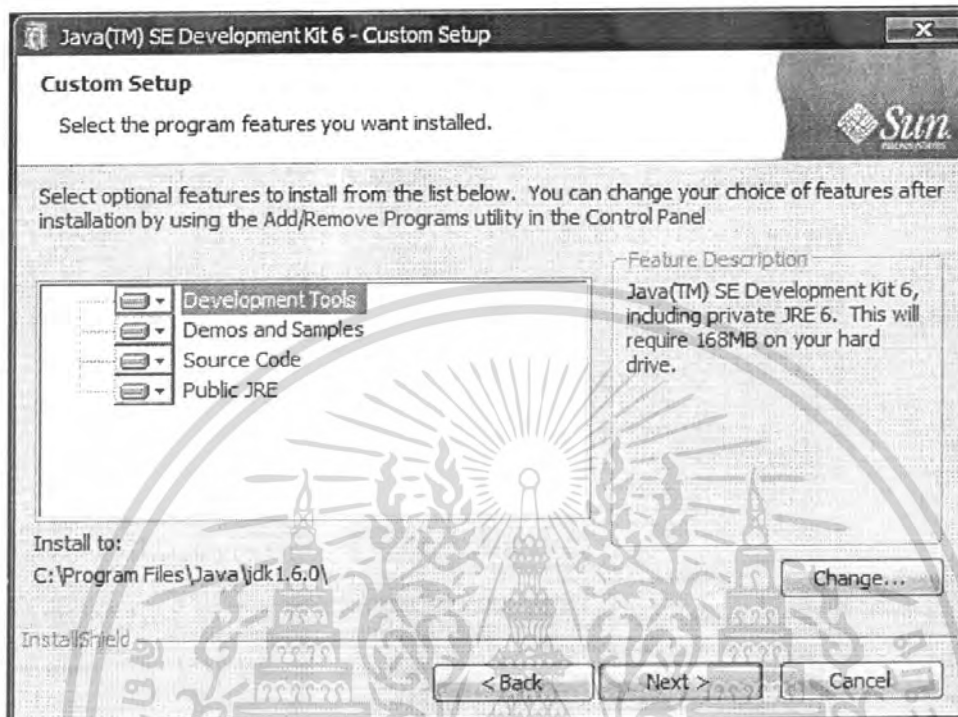 Java(TM) SE Development Kit 6 - Custom Setup
Custom Setup
Select the program features you want installed.
Sun
MICROSYSTEMS
Select optional features to install from the list below. You can change your choice of features after
installation by using the Add/Remove Programs utility in the Control Panel
Development Tools
Demos and Samples
Source Code
Public JRE
Feature Description
Java(TM) SE Development Kit 6,
including private JRE 6. This will
require 168MB on your hard
drive.
Install to:
C:\Program Files\Java\jdk1.6.0\
Change...
InstallShield
< Back
Next >
Cancel